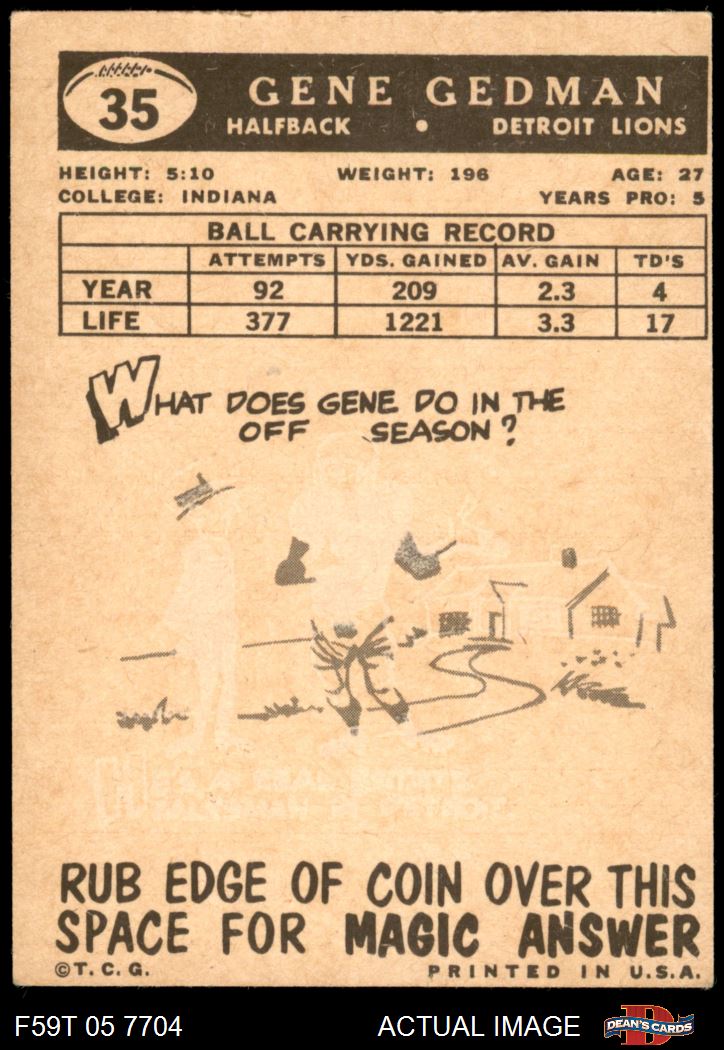 35
GENE GEDMAN
HALFBACK • DETROIT LIONS
HEIGHT: 5:10 WEIGHT: 196 AGE: 27
COLLEGE: INDIANA YEARS PRO: 5
BALL CARRYING RECORD
ATTEMPTS YDS. GAINED AV. GAIN TD'S
YEAR 92 209 2.3 4
LIFE 377 1221 3.3 17
WHAT DOES GENE DO IN THE
OFF SEASON?
RUB EDGE OF COIN OVER THIS
SPACE FOR MAGIC ANSWER
©T.C.G. PRINTED IN U.S.A.
F59T 05 7704 ACTUAL IMAGE DEAN'S CARDS